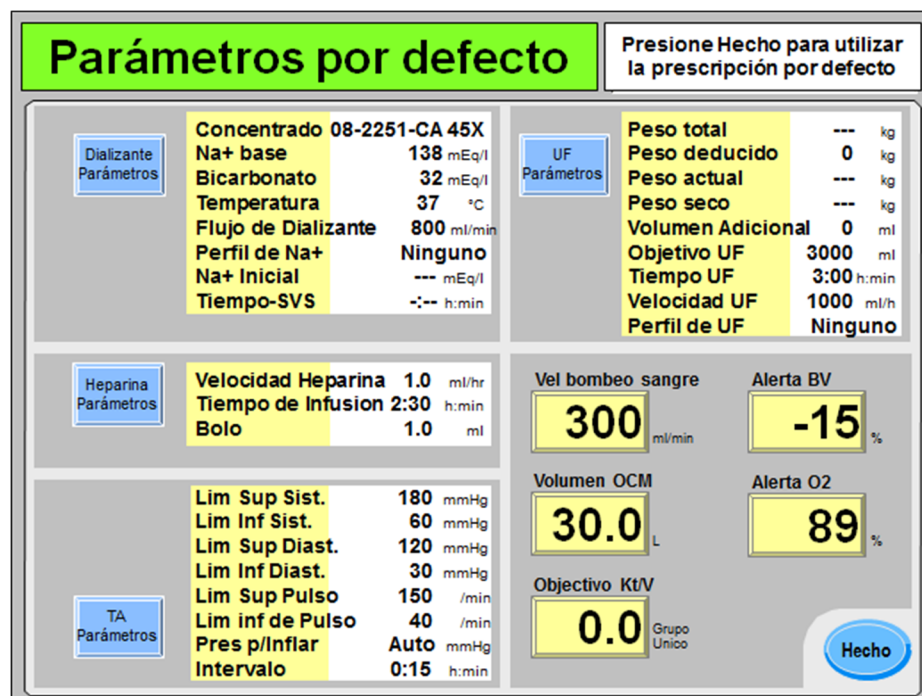 Parámetros por defecto
Presione Hecho para utilizar
la prescripción por defecto
Dializante
Parámetros
Concentrado 08-2251-CA 45X
Na+ base 138 mEq/l
Bicarbonato 32 mEq/l
Temperatura 37 °C
Flujo de Dializante 800 ml/min
Perfil de Na+ Ninguno
Na+ Inicial --- mEq/l
Tiempo-SVS -:-- h:min
UF
Parámetros
Peso total --- kg
Peso deducido 0 kg
Peso actual --- kg
Peso seco --- kg
Volumen Adicional 0 ml
Objetivo UF 3000 ml
Tiempo UF 3:00 h:min
Velocidad UF 1000 ml/h
Perfil de UF Ninguno
Heparina
Parámetros
Velocidad Heparina 1.0 ml/hr
Tiempo de Infusion 2:30 h:min
Bolo 1.0 ml
TA
Parámetros
Lim Sup Sist. 180 mmHg
Lim Inf Sist. 60 mmHg
Lim Sup Diast. 120 mmHg
Lim Inf Diast. 30 mmHg
Lim Sup Pulso 150 /min
Lim inf de Pulso 40 /min
Pres p/Inflar Auto mmHg
Intervalo 0:15 h:min
Vel bombeo sangre
300 ml/min
Alerta BV
-15 %
Volumen OCM
30.0 L
Alerta O2
89 %
Objectivo Kt/V
0.0 Grupo
Unico
Hecho